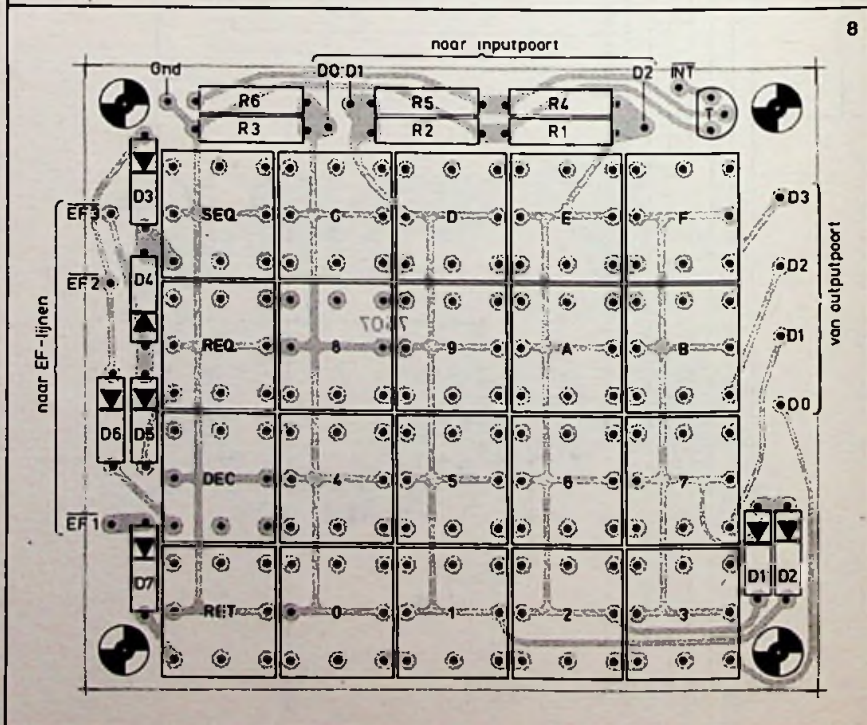 8
naar inputpoort
Gnd D0 D1 D2 INT
R6 R5 R4
R3 R2 R1 T
D3
SEQ C D E F
EF3
EF2
D4
REQ 8 9 A B
7607
D6 D5
DEC 4 5 6 7
EF1
D7
RET 0 1 2 3
D1 D2
naar EF-lijnen
D3
D2
D1
D0
van outputpoort